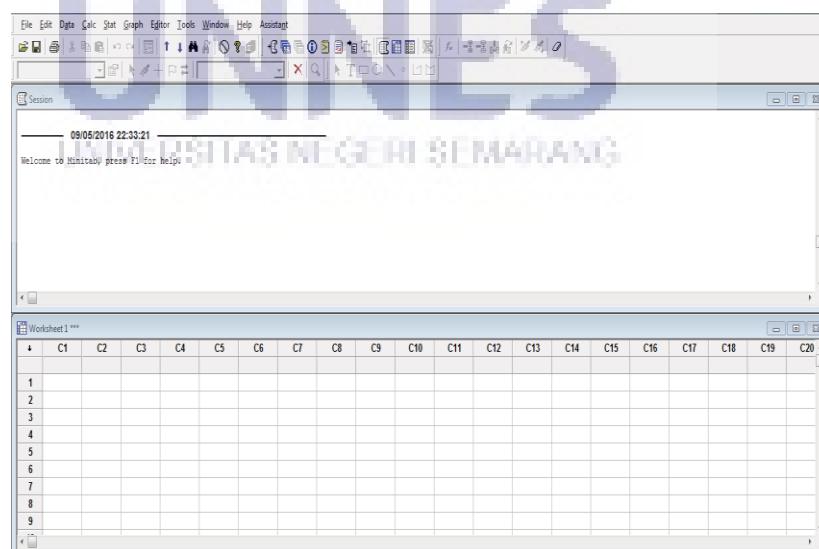 UNNES
File Edit Data Calc Stat Graph Editor Tools Window Help Assistant
Session
09/05/2016 22:33:21
UNIVERSITAS NEGERI SEMARANG
Welcome to Minitab, press F1 for help.
Worksheet 1 ***
C1 C2 C3 C4 C5 C6 C7 C8 C9 C10 C11 C12 C13 C14 C15 C16 C17 C18 C19 C20
1
2
3
4
5
6
7
8
9